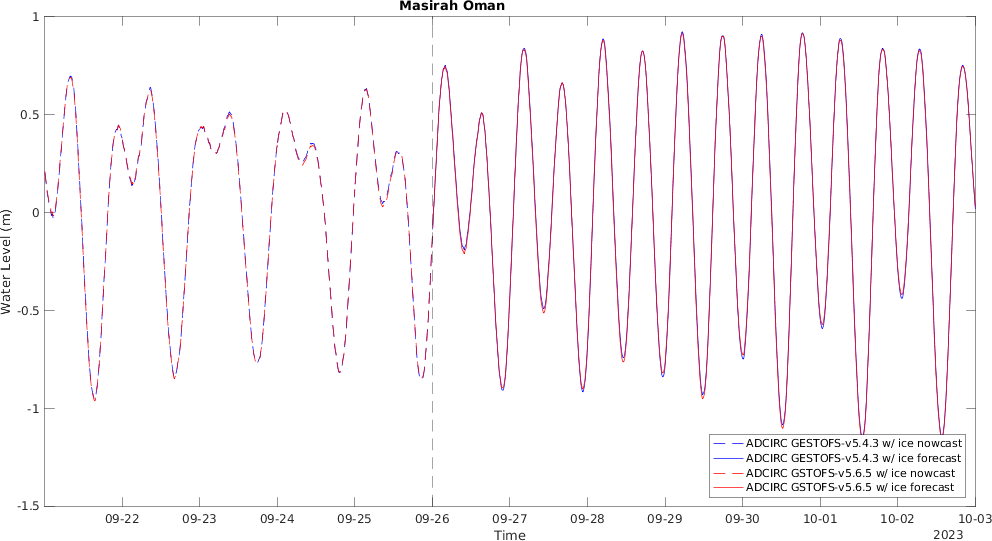 Masirah Oman
1
0.5
0
-0.5
-1
-1.5
Water Level (m)
ADCIRC GESTOFS-v5.4.3 w/ ice nowcast
ADCIRC GESTOFS-v5.4.3 w/ ice forecast
ADCIRC GSTOFS-v5.6.5 w/ ice nowcast
ADCIRC GSTOFS-v5.6.5 w/ ice forecast
09-22 09-23 09-24 09-25 09-26 09-27 09-28 09-29 09-30 10-01 10-02 10-03
Time
2023